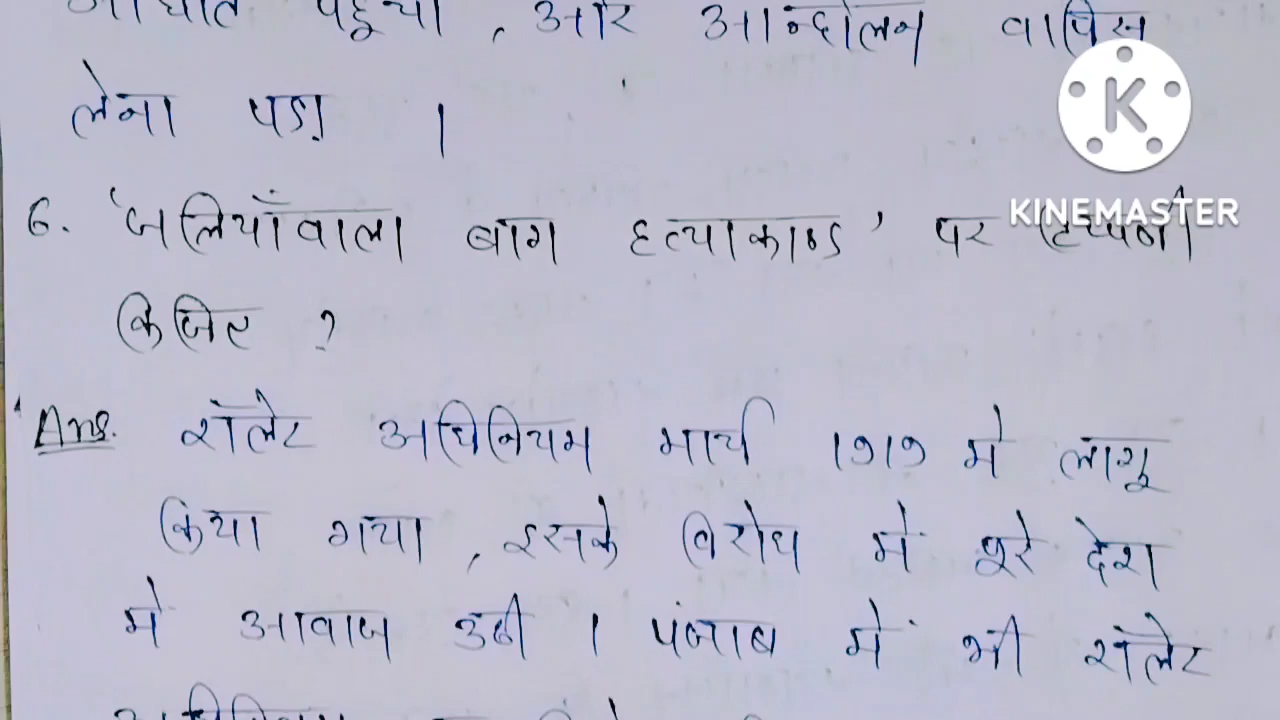 आघात पहुँचा, और आन्दोलन वापिस
लेना पड़ा ।
6. 'जलियाँवाला बाग हत्याकाण्ड' पर टिप्पणी
किजिए ?
Ans. रॉलेट अधिनियम मार्च 1919 मे लागू
किया गया, इसके विरोध में पूरे देश
मे आवाज उठी । पंजाब में भी रॉलेट
K
KINEMASTER